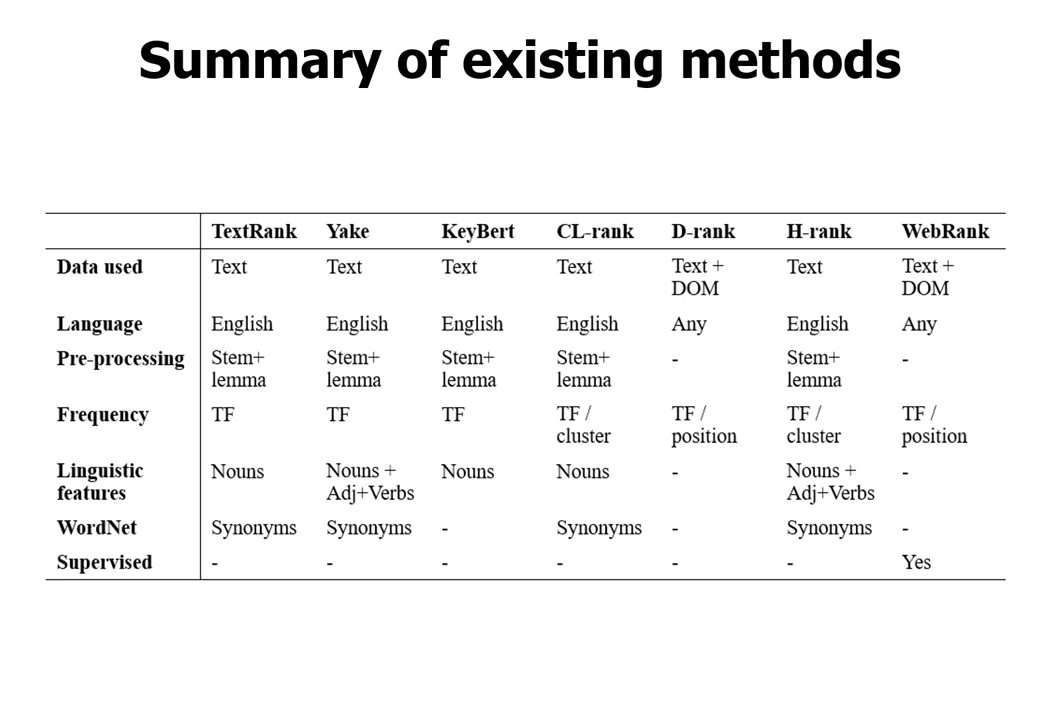 Summary of existing methods
TextRank Yake KeyBert CL-rank D-rank H-rank WebRank
Data used Text Text Text Text Text + Text Text +
DOM DOM
Language English English English English Any English Any
Pre-processing Stem+ Stem+ Stem+ Stem+ - Stem+ -
lemma lemma lemma lemma lemma
Frequency TF TF TF TF / TF / TF / TF /
cluster position cluster position
Linguistic Nouns Nouns + Nouns Nouns - Nouns + -
features Adj+Verbs Adj+Verbs
WordNet Synonyms Synonyms - Synonyms - Synonyms -
Supervised - - - - - - Yes